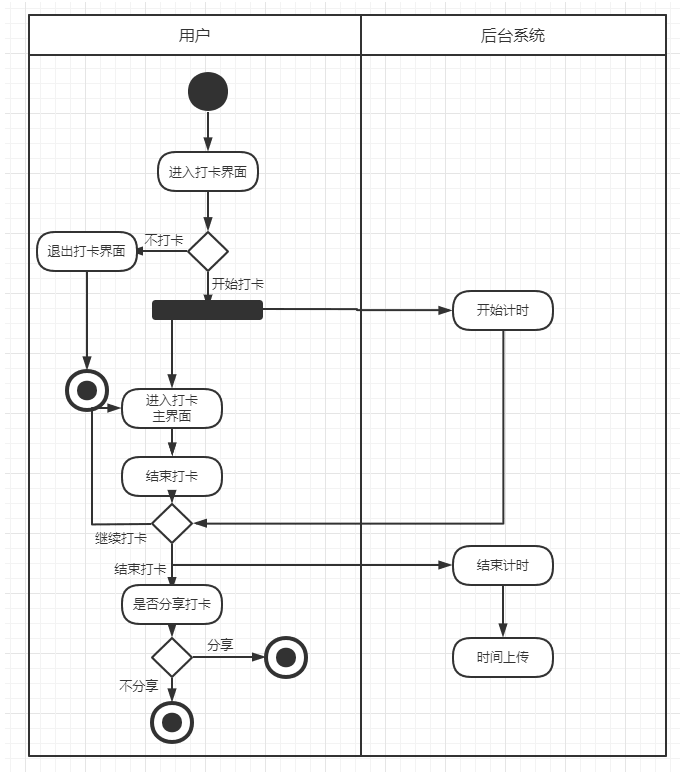 用户
后台系统
进入打卡界面
不打卡
退出打卡界面
开始打卡
开始计时
进入打卡
主界面
结束打卡
继续打卡
结束打卡
结束计时
是否分享打卡
分享
时间上传
不分享